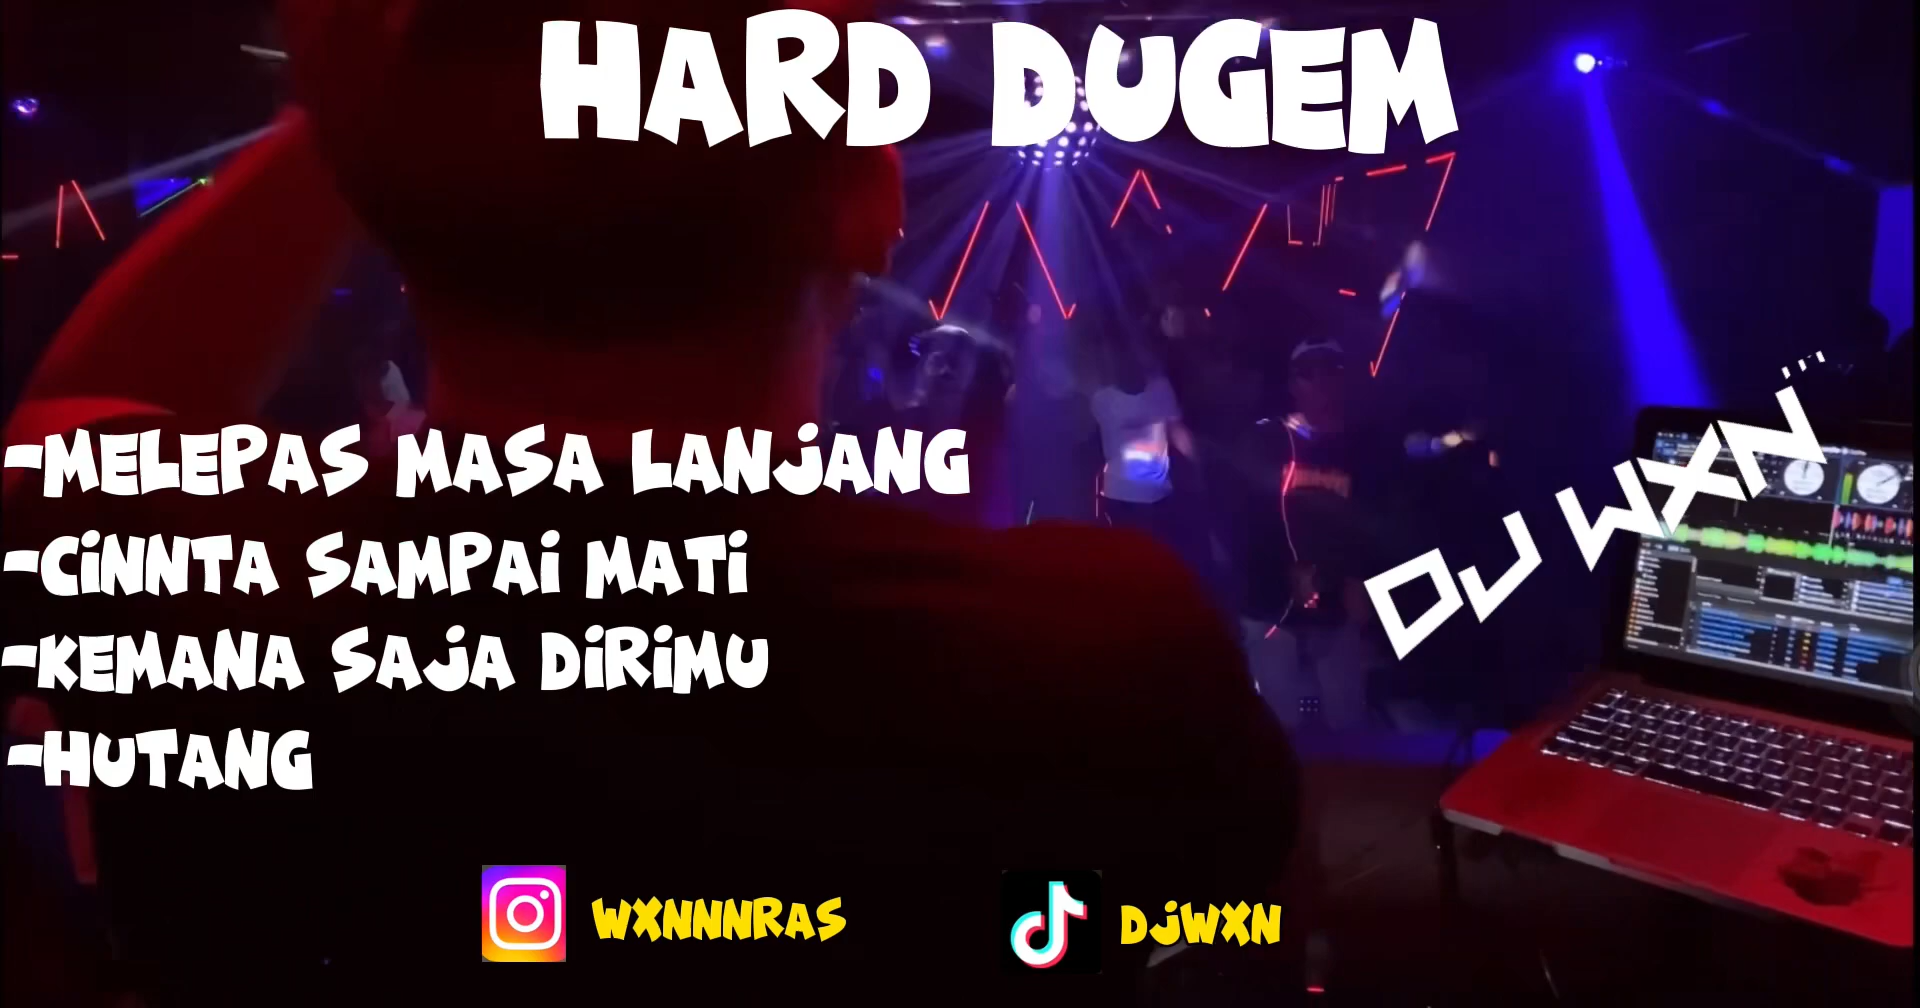 HARD DUGEM
-MELEPAS MASA LANJANG
-CINNTA SAMPAI MATI
-KEMANA SAJA DIRIMU
-HUTANG
DJ WXN
WXNNNRAS
DJWXN